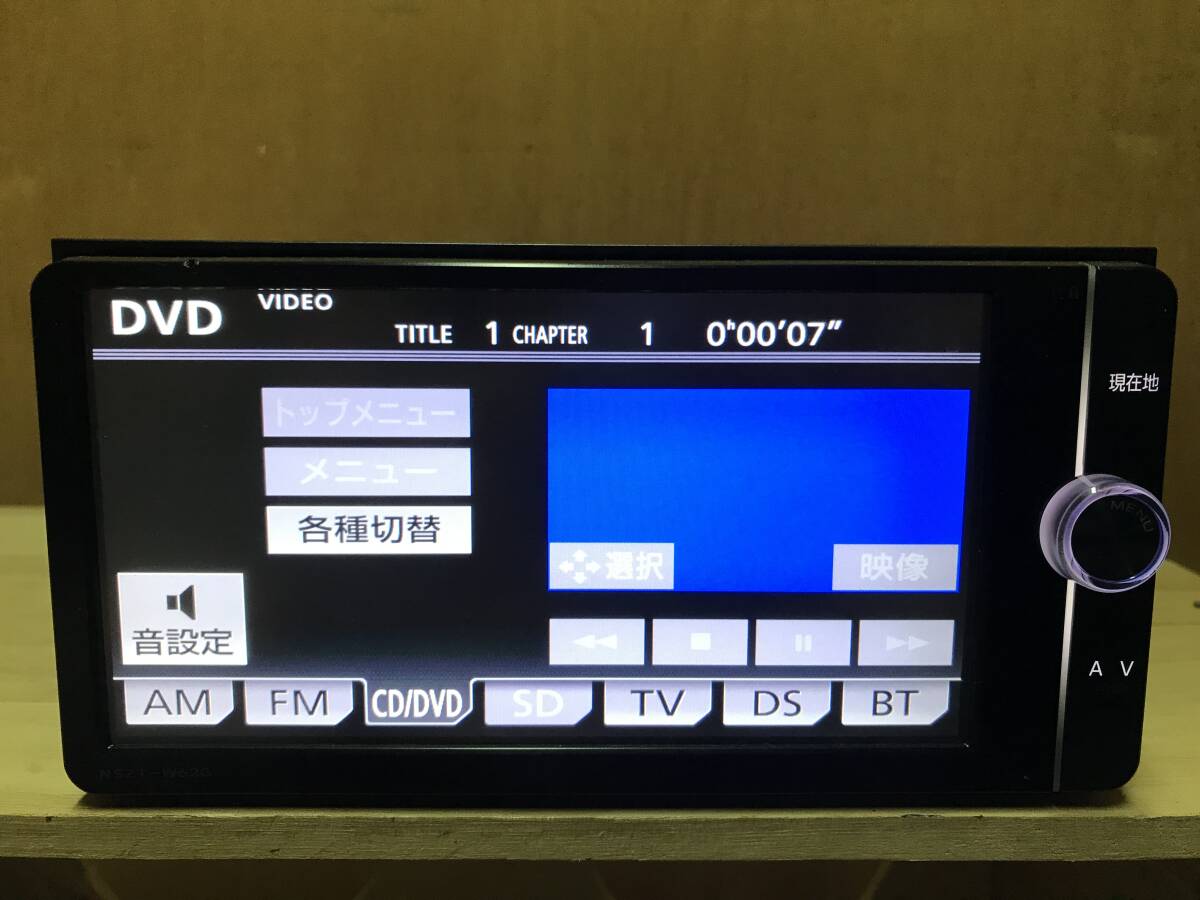 DVD VIDEO
TITLE 1 CHAPTER 1 0ʰ00′07″
トップメニュー
メニュー
各種切替
選択 映像
音設定
AM FM CD/DVD SD TV DS BT
現在地
MENU
A V